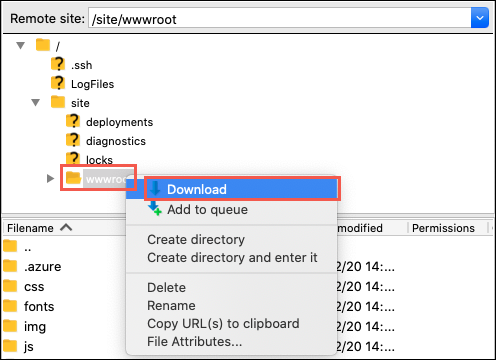 Remote site: /site/wwwroot
/
.ssh
LogFiles
site
deployments
diagnostics
locks
wwwroot
Download
Add to queue
Create directory
Create directory and enter it
Delete
Rename
Copy URL(s) to clipboard
File Attributes...
Filename modified Permissions
..
.azure 2/20 14:...
css 2/20 14:...
fonts 2/20 14:...
img 2/20 14:...
js 2/20 14:...